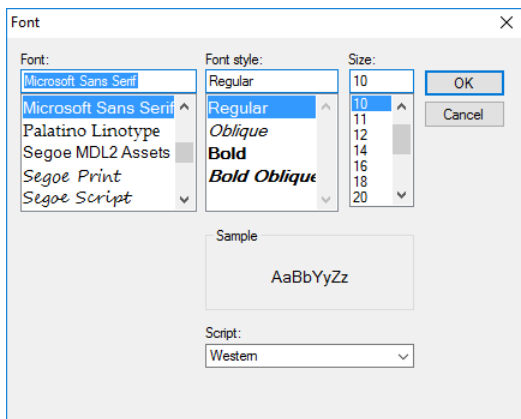 Font
Font:
Font style:
Size:
Microsoft Sans Serif
Regular
10
OK
Microsoft Sans Serif
Palatino Linotype
Segoe MDL2 Assets
Segoe Print
Segoe Script
Regular
Oblique
Bold
Bold Oblique
10
11
12
14
16
18
20
Cancel
Sample
AaBbYyZz
Script:
Western